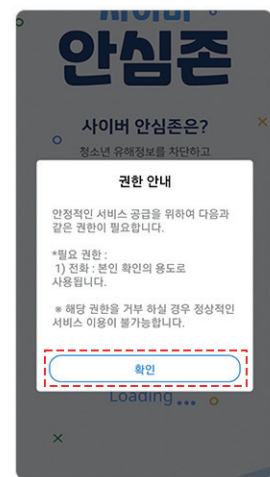 사이버
안심존
사이버 안심존은?
청소년 유해정보를 차단하고
권한 안내
안정적인 서비스 공급을 위하여 다음과
같은 권한이 필요합니다.
*필요 권한 :
1) 전화 : 본인 확인의 용도로
사용됩니다.
※ 해당 권한을 거부 하실 경우 정상적인
서비스 이용이 불가능합니다.
확인
Loading...